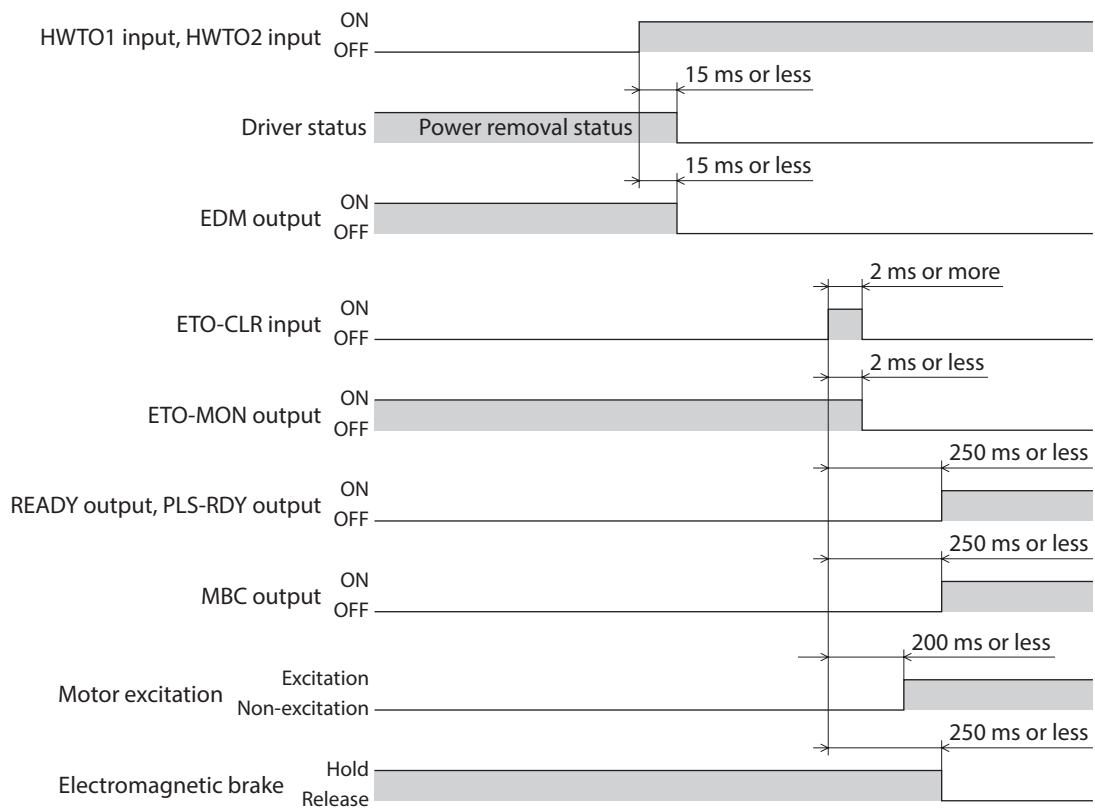 HWTO1 input, HWTO2 input
ON
OFF
15 ms or less
Driver status
Power removal status
15 ms or less
EDM output
ON
OFF
2 ms or more
ETO-CLR input
ON
OFF
2 ms or less
ETO-MON output
ON
OFF
250 ms or less
READY output, PLS-RDY output
ON
OFF
250 ms or less
MBC output
ON
OFF
200 ms or less
Motor excitation
Excitation
Non-excitation
250 ms or less
Electromagnetic brake
Hold
Release